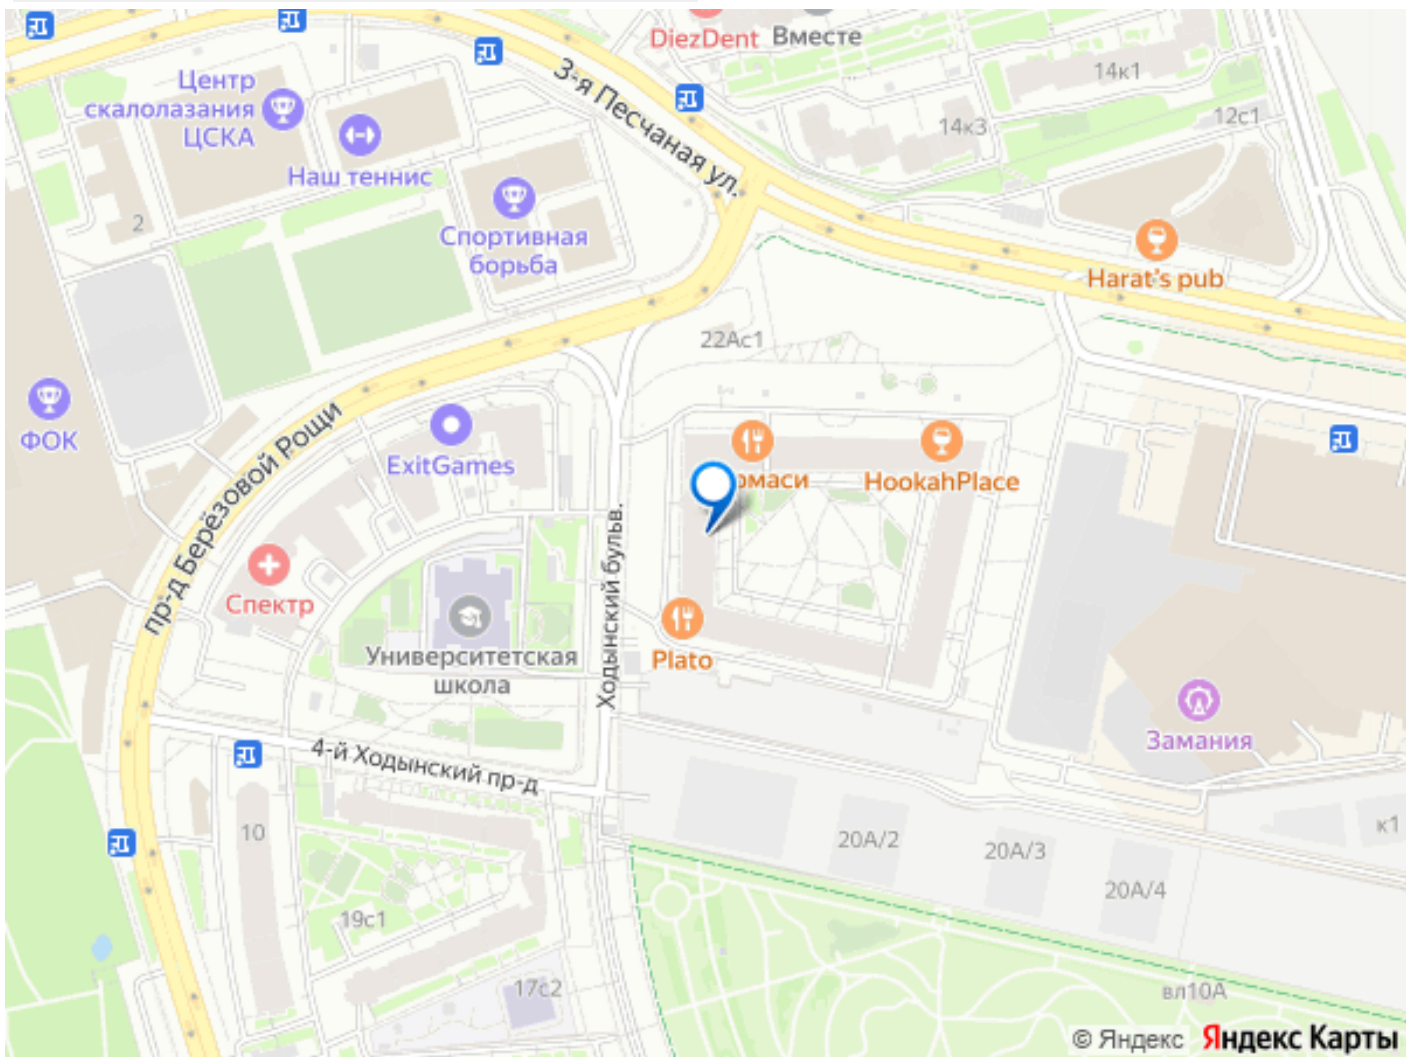 DiezDent
Вместе
Центр
скалолазания
ЦСКА
3-я Песчаная ул.
14к1
12с1
14к3
Наш теннис
2
Спортивная
борьба
Harat's pub
22Ас1
ФОК
пр-д Берёзовой Рощи
ExitGames
HookahPlace
Ходынский бульв.
Спектр
Университетская
школа
Plato
Замания
4-й Ходынский пр-д
10
20А/2
20А/3
к1
20А/4
19с1
17с2
вл10А
© Яндекс Яндекс Карты